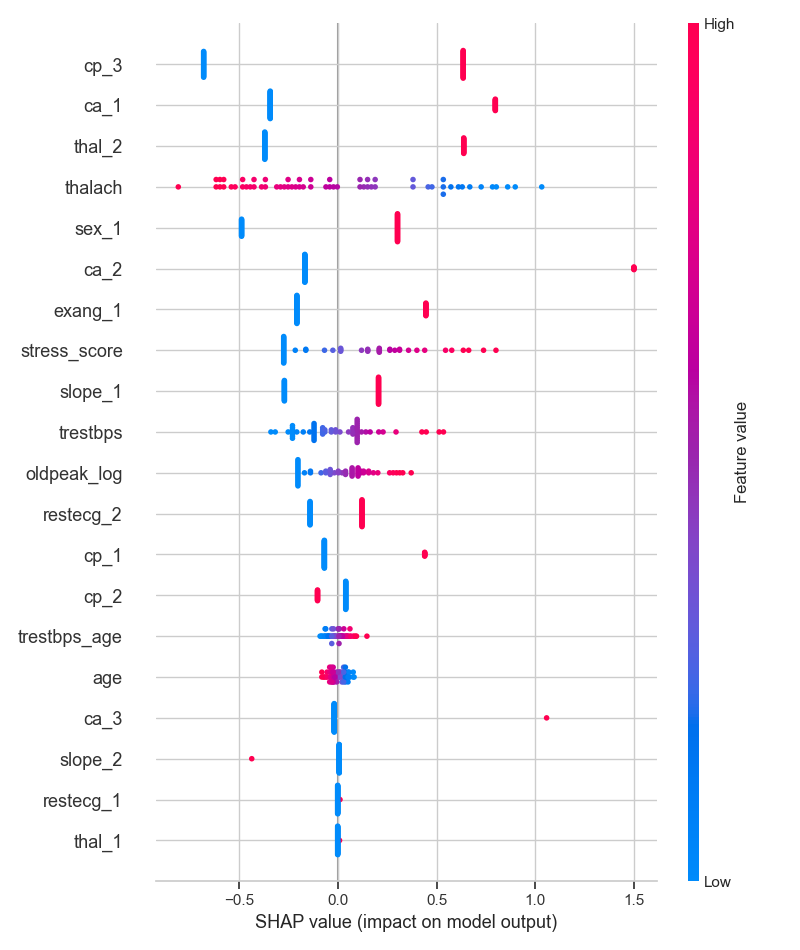 High
cp_3
ca_1
thal_2
thalach
sex_1
ca_2
exang_1
stress_score
slope_1
trestbps
oldpeak_log
restecg_2
cp_1
cp_2
trestbps_age
age
ca_3
slope_2
restecg_1
thal_1
Feature value
Low
−0.5 0.0 0.5 1.0 1.5
SHAP value (impact on model output)